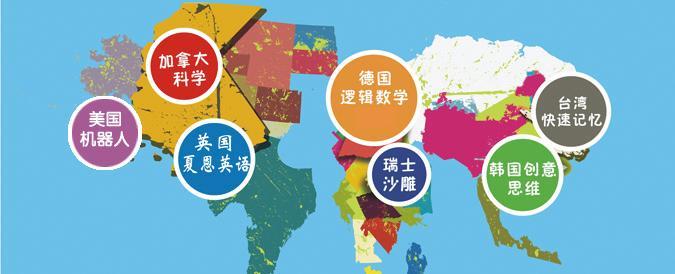 加拿大
科学
美国
机器人
英国
夏恩英语
德国
逻辑数学
瑞士
沙雕
台湾
快速记忆
韩国创意
思维